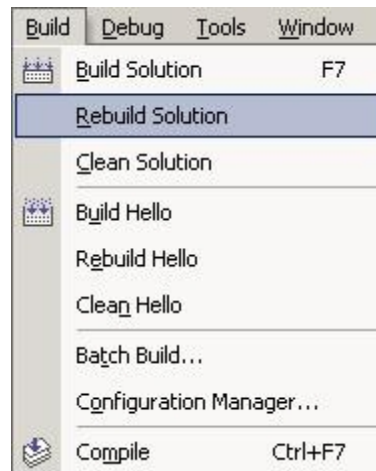 Build Debug Tools Window
Build Solution F7
Rebuild Solution
Clean Solution
Build Hello
Rebuild Hello
Clean Hello
Batch Build...
Configuration Manager...
Compile Ctrl+F7